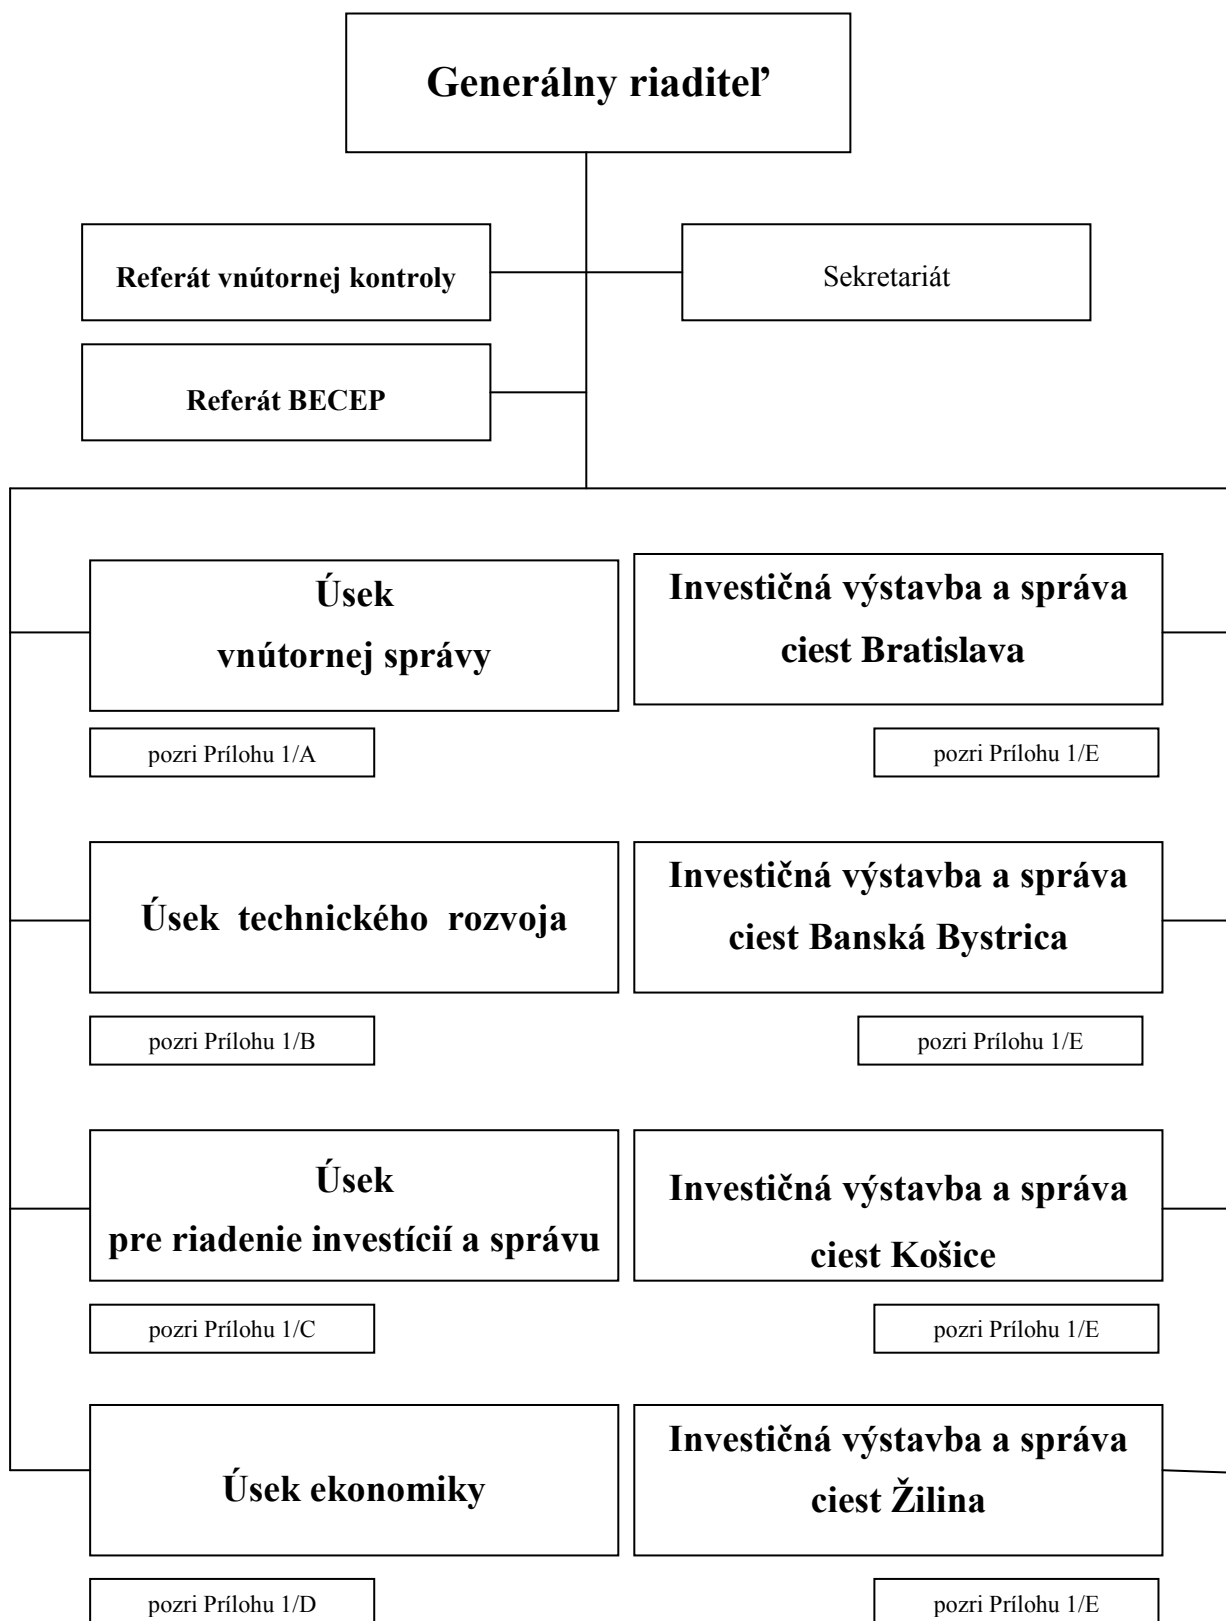 Generálny riaditeľ
Referát vnútornej kontroly
Sekretariát
Referát BECEP
Úsek
vnútornej správy
Investičná výstavba a správa
ciest Bratislava
pozri Prílohu 1/A
pozri Prílohu 1/E
Úsek technického rozvoja
Investičná výstavba a správa
ciest Banská Bystrica
pozri Prílohu 1/B
pozri Prílohu 1/E
Úsek
pre riadenie investícií a správu
Investičná výstavba a správa
ciest Košice
pozri Prílohu 1/C
pozri Prílohu 1/E
Úsek ekonomiky
Investičná výstavba a správa
ciest Žilina
pozri Prílohu 1/D
pozri Prílohu 1/E